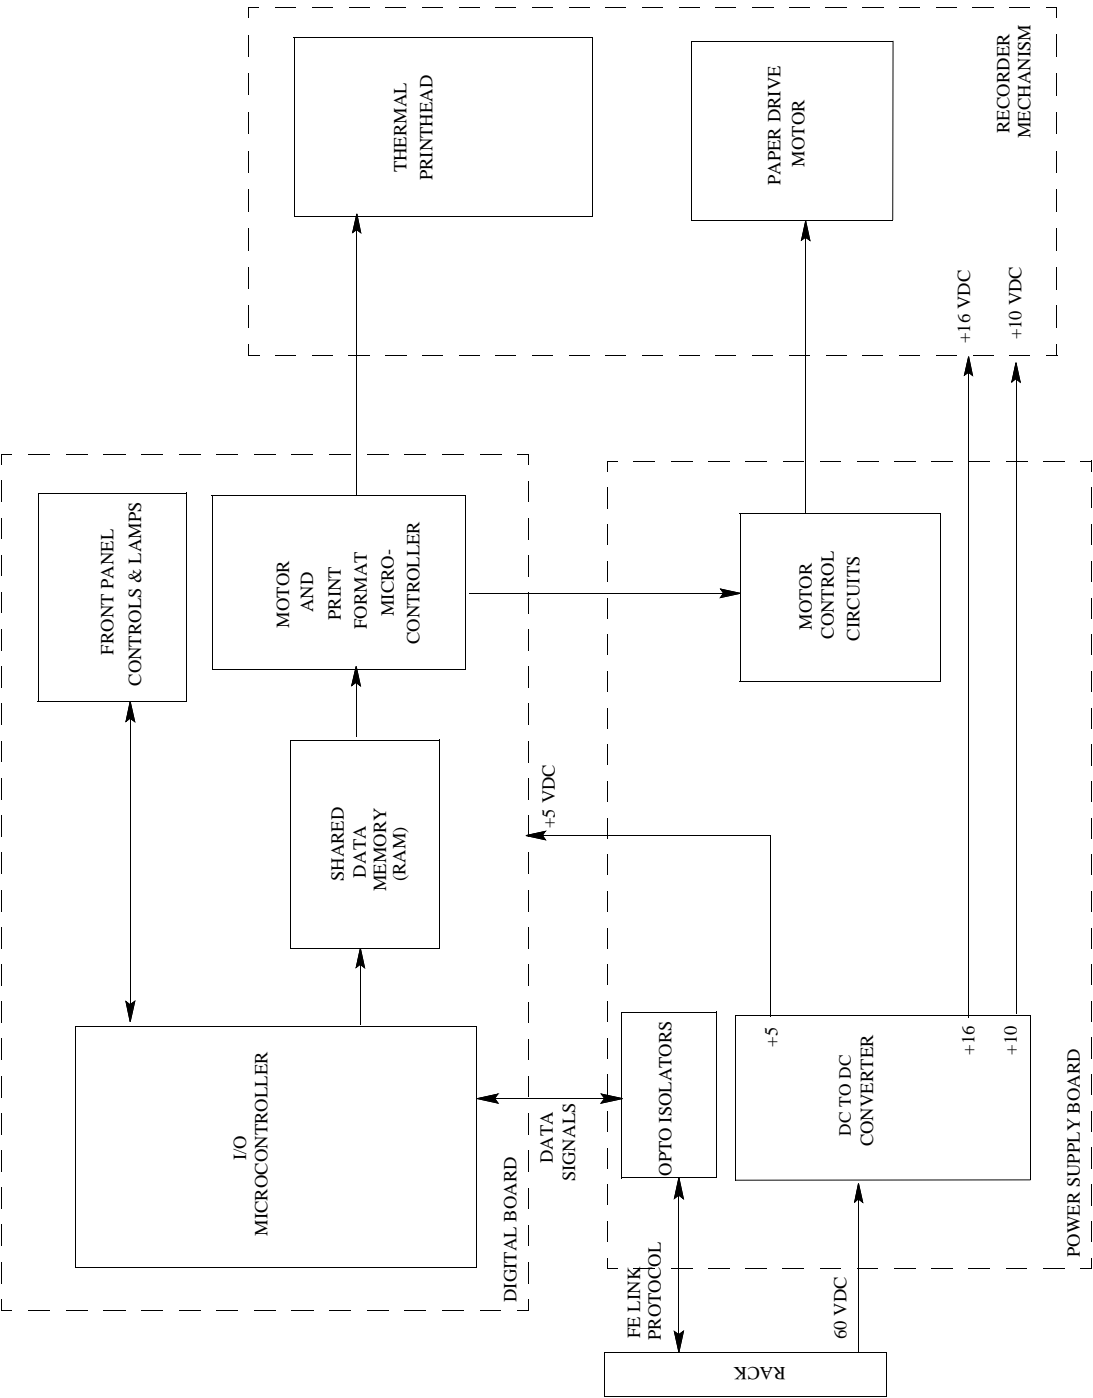 THERMAL
PRINTHEAD
PAPER DRIVE
MOTOR
RECORDER
MECHANISM
+16 VDC
+10 VDC
FRONT PANEL
CONTROLS & LAMPS
MOTOR
AND
PRINT
FORMAT
MICRO-
CONTROLLER
MOTOR
CONTROL
CIRCUITS
SHARED
DATA
MEMORY
(RAM)
+5 VDC
I/O
MICROCONTROLLER
DIGITAL BOARD
DATA
SIGNALS
OPTO ISOLATORS
+5
DC TO DC
CONVERTER
+16
+10
POWER SUPPLY BOARD
FE LINK
PROTOCOL
60 VDC
RACK